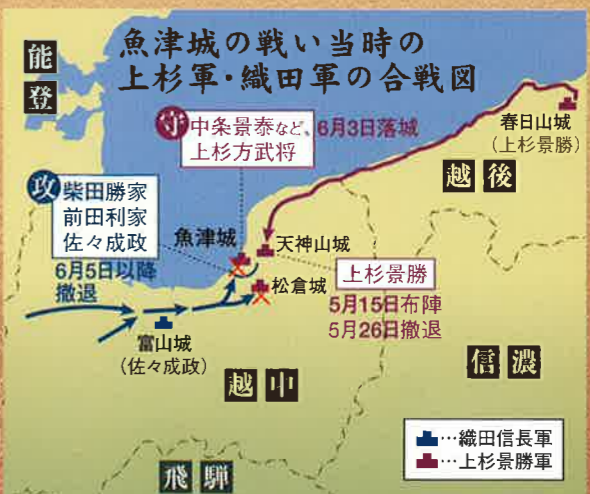 魚津城の戦い当時の
上杉軍・織田軍の合戦図
能登
守
中条景泰など、
上杉方武将
6月3日落城
春日山城
(上杉景勝)
越後
攻
柴田勝家
前田利家
佐々成政
6月5日以降
撤退
魚津城
天神山城
松倉城
上杉景勝
5月15日布陣
5月26日撤退
富山城
(佐々成政)
越中
信濃
飛騨
…織田信長軍
…上杉景勝軍